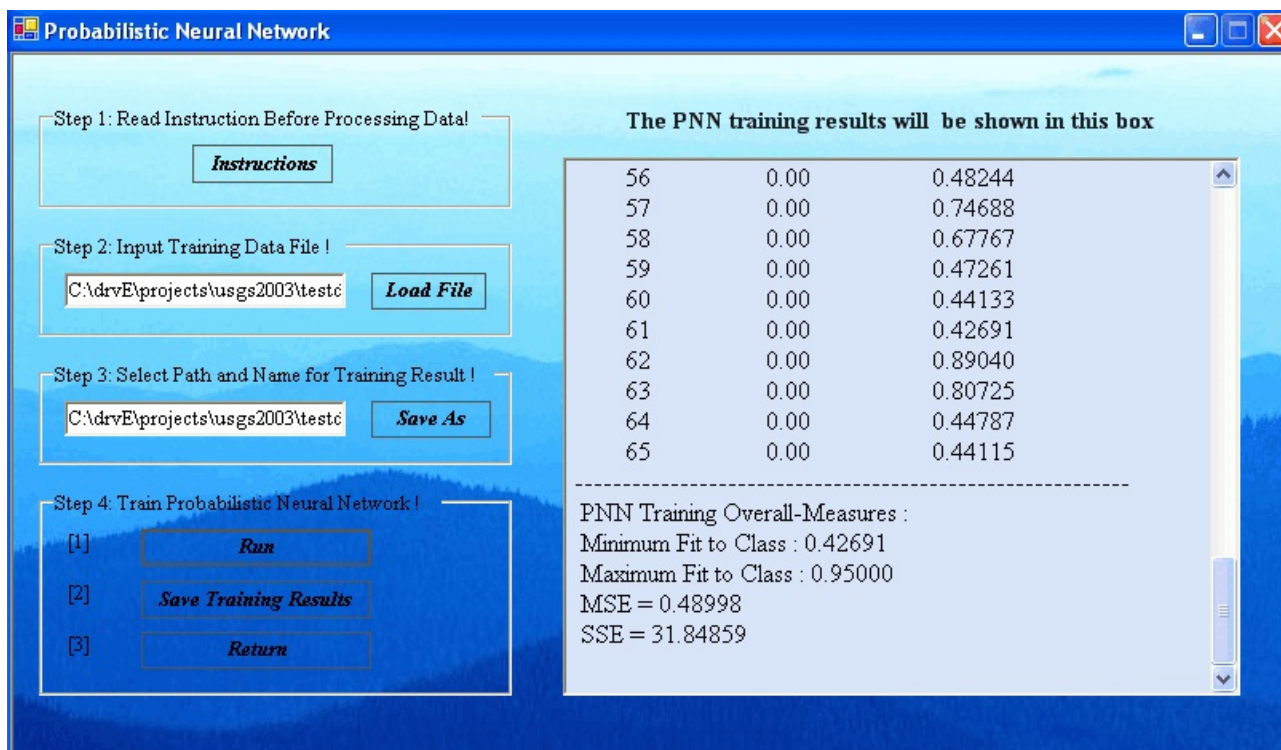 Probabilistic Neural Network
Step 1: Read Instruction Before Processing Data!
Instructions
Step 2: Input Training Data File !
C:\drvE\projects\usgs2003\testd
Load File
Step 3: Select Path and Name for Training Result !
C:\drvE\projects\usgs2003\testd
Save As
Step 4: Train Probabilistic Neural Network !
[1] Run
[2] Save Training Results
[3] Return
The PNN training results will be shown in this box
56 0.00 0.48244
57 0.00 0.74688
58 0.00 0.67767
59 0.00 0.47261
60 0.00 0.44133
61 0.00 0.42691
62 0.00 0.89040
63 0.00 0.80725
64 0.00 0.44787
65 0.00 0.44115
----------------------------------------------------------
PNN Training Overall-Measures :
Minimum Fit to Class : 0.42691
Maximum Fit to Class : 0.95000
MSE = 0.48998
SSE = 31.84859